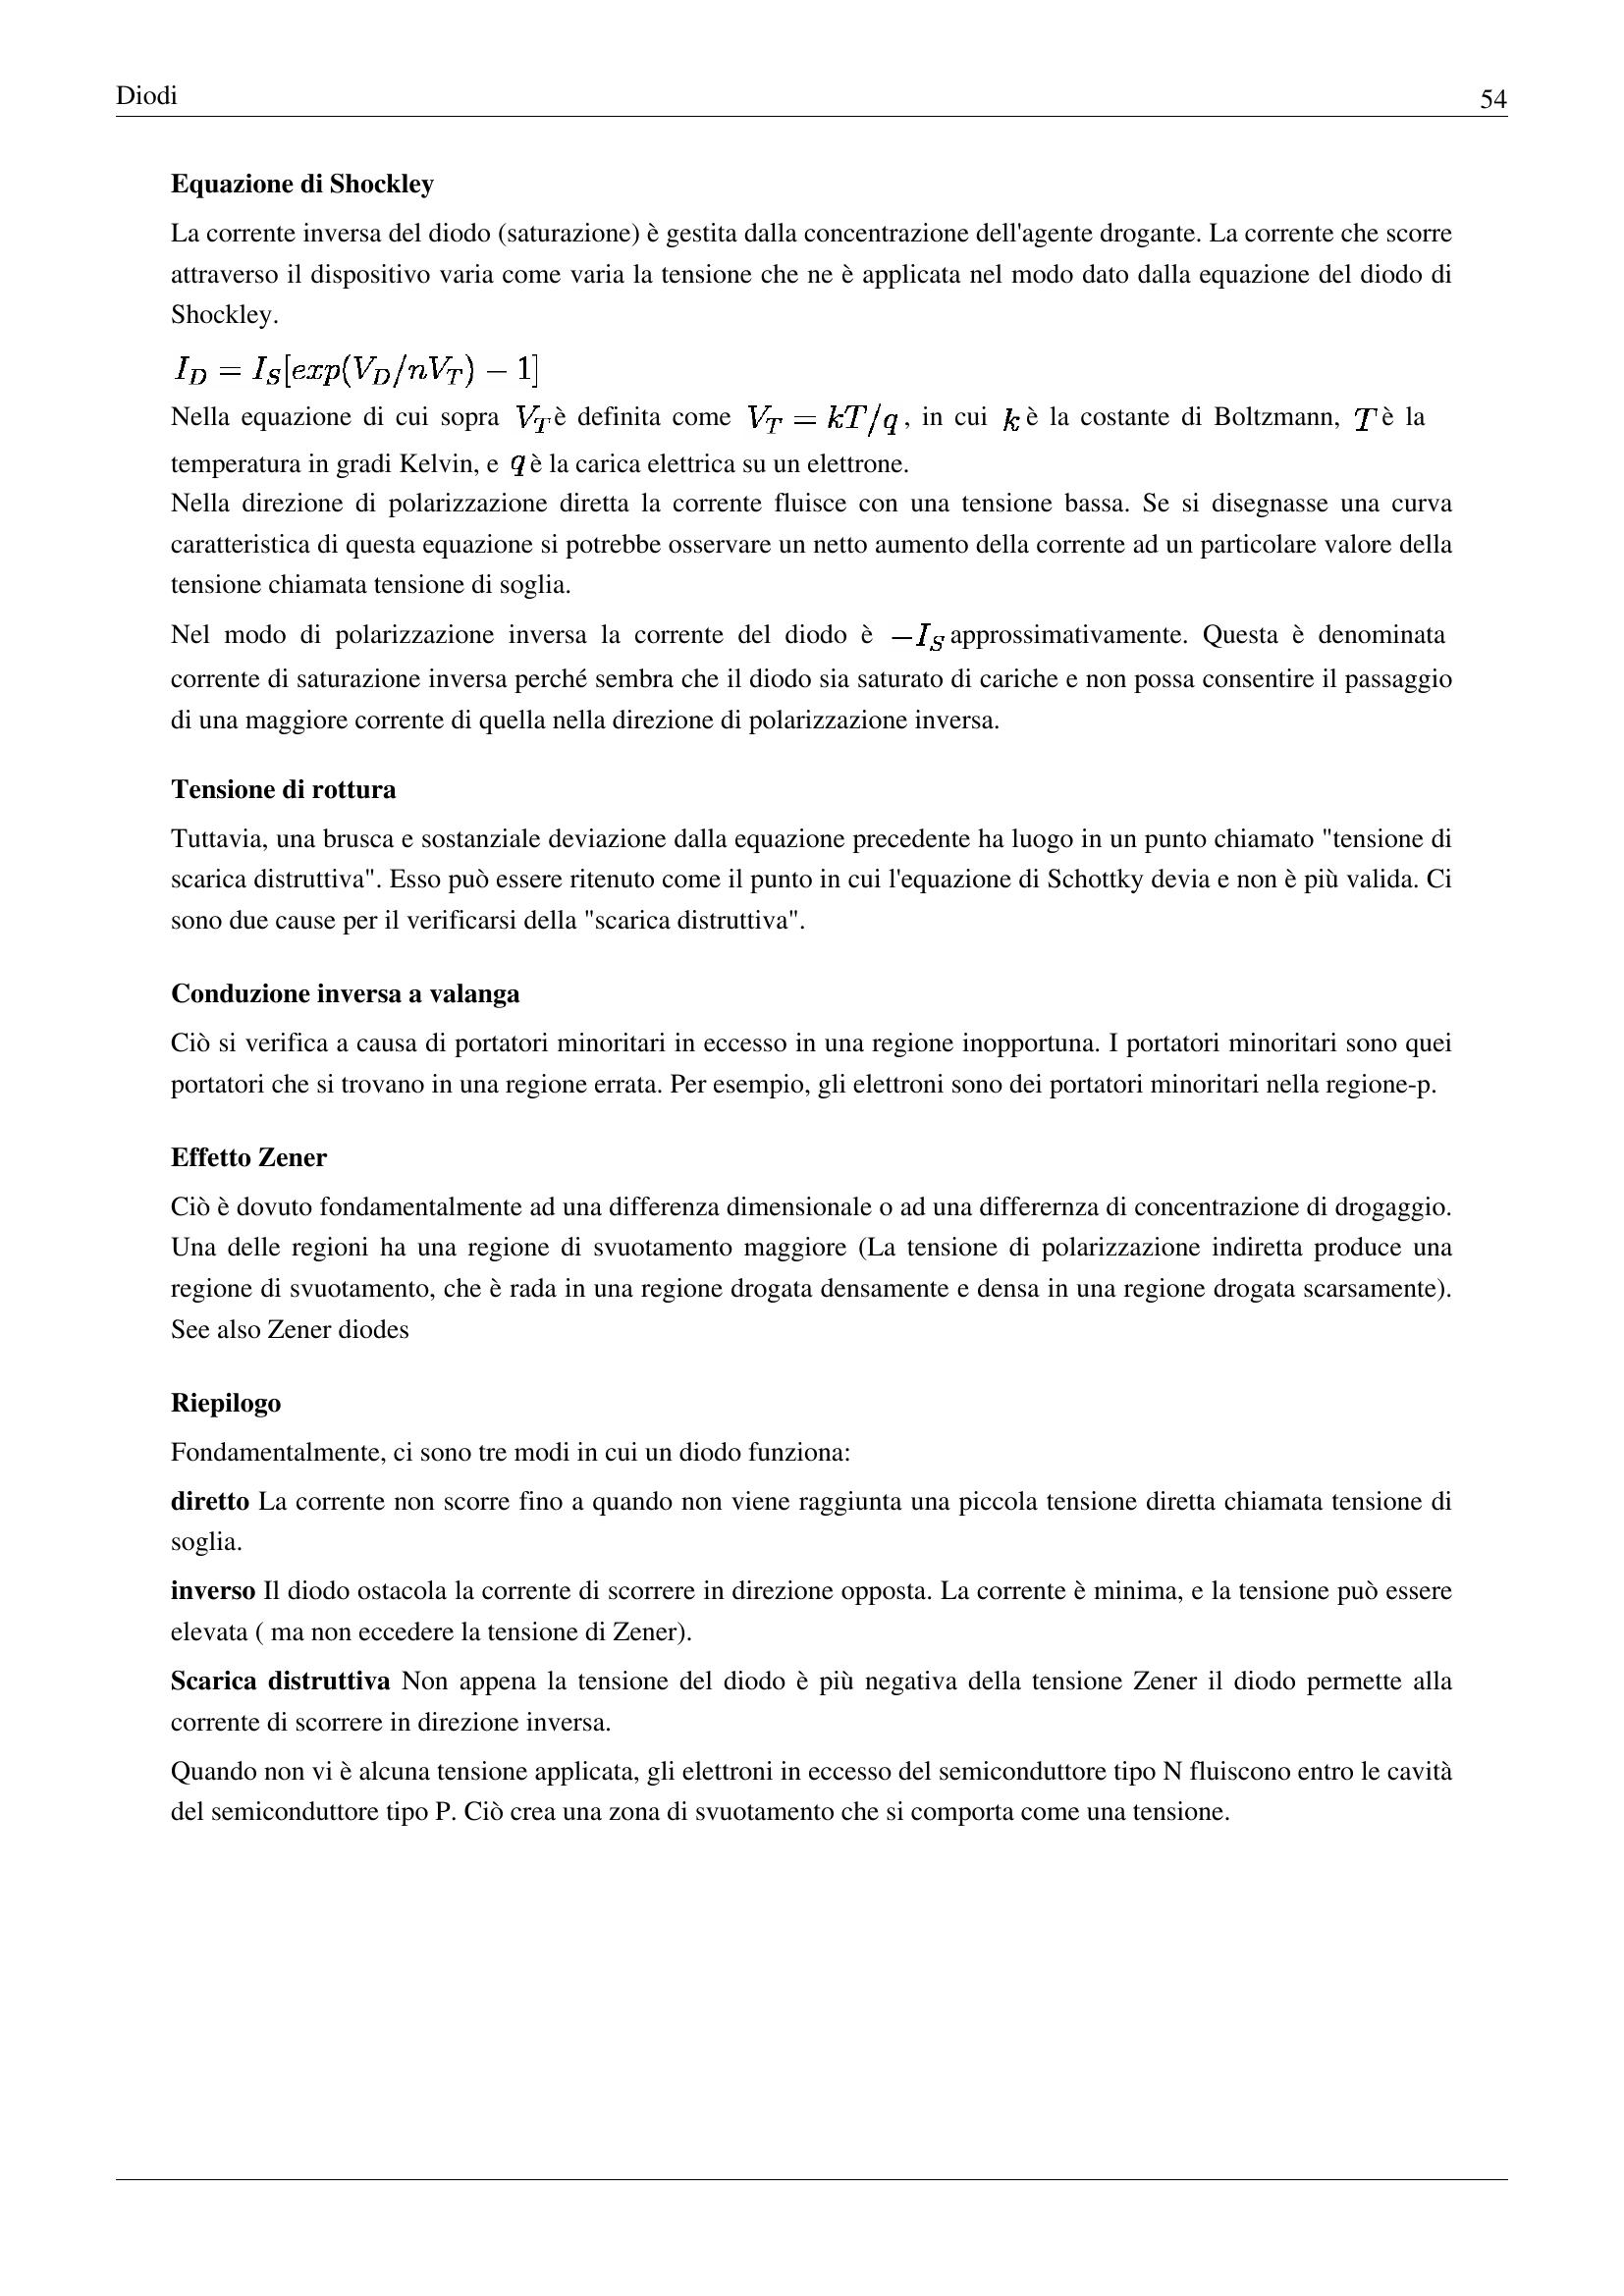 Diodi 54
Equazione di Shockley
La corrente inversa del diodo (saturazione) è gestita dalla concentrazione dell'agente drogante. La corrente che scorre
attraverso il dispositivo varia come varia la tensione che ne è applicata nel modo dato dalla equazione del diodo di
Shockley.
I_D = I_S[exp(V_D/nV_T) − 1]
Nella equazione di cui sopra V_T è definita come V_T = kT/q, in cui k è la costante di Boltzmann, T è la
temperatura in gradi Kelvin, e q è la carica elettrica su un elettrone.
Nella direzione di polarizzazione diretta la corrente fluisce con una tensione bassa. Se si disegnasse una curva
caratteristica di questa equazione si potrebbe osservare un netto aumento della corrente ad un particolare valore della
tensione chiamata tensione di soglia.
Nel modo di polarizzazione inversa la corrente del diodo è −I_S approssimativamente. Questa è denominata
corrente di saturazione inversa perché sembra che il diodo sia saturato di cariche e non possa consentire il passaggio
di una maggiore corrente di quella nella direzione di polarizzazione inversa.
Tensione di rottura
Tuttavia, una brusca e sostanziale deviazione dalla equazione precedente ha luogo in un punto chiamato "tensione di
scarica distruttiva". Esso può essere ritenuto come il punto in cui l'equazione di Schottky devia e non è più valida. Ci
sono due cause per il verificarsi della "scarica distruttiva".
Conduzione inversa a valanga
Ciò si verifica a causa di portatori minoritari in eccesso in una regione inopportuna. I portatori minoritari sono quei
portatori che si trovano in una regione errata. Per esempio, gli elettroni sono dei portatori minoritari nella regione-p.
Effetto Zener
Ciò è dovuto fondamentalmente ad una differenza dimensionale o ad una differernza di concentrazione di drogaggio.
Una delle regioni ha una regione di svuotamento maggiore (La tensione di polarizzazione indiretta produce una
regione di svuotamento, che è rada in una regione drogata densamente e densa in una regione drogata scarsamente).
See also Zener diodes
Riepilogo
Fondamentalmente, ci sono tre modi in cui un diodo funziona:
diretto La corrente non scorre fino a quando non viene raggiunta una piccola tensione diretta chiamata tensione di
soglia.
inverso Il diodo ostacola la corrente di scorrere in direzione opposta. La corrente è minima, e la tensione può essere
elevata ( ma non eccedere la tensione di Zener).
Scarica distruttiva Non appena la tensione del diodo è più negativa della tensione Zener il diodo permette alla
corrente di scorrere in direzione inversa.
Quando non vi è alcuna tensione applicata, gli elettroni in eccesso del semiconduttore tipo N fluiscono entro le cavità
del semiconduttore tipo P. Ciò crea una zona di svuotamento che si comporta come una tensione.